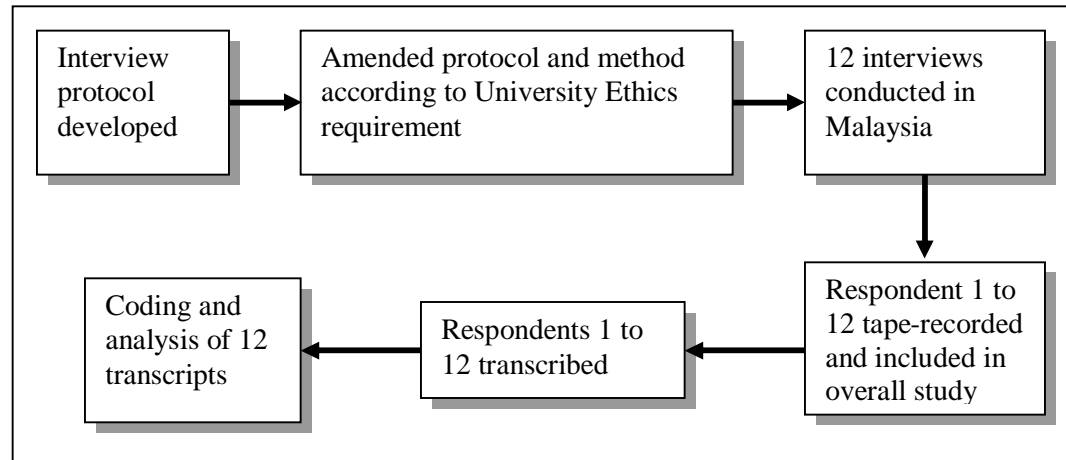 Interview
protocol
developed
Amended protocol and method
according to University Ethics
requirement
12 interviews
conducted in
Malaysia
Respondent 1 to
12 tape-recorded
and included in
overall study
Respondents 1 to
12 transcribed
Coding and
analysis of 12
transcripts